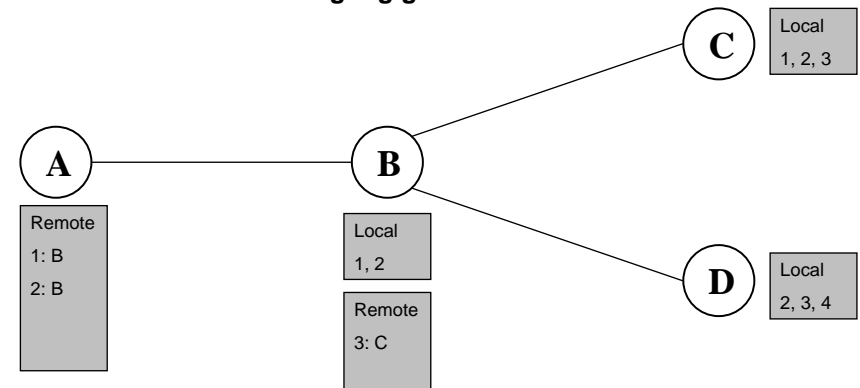 C
Local
1, 2, 3
A
B
Remote
1: B
2: B
Local
1, 2
Remote
3: C
D
Local
2, 3, 4